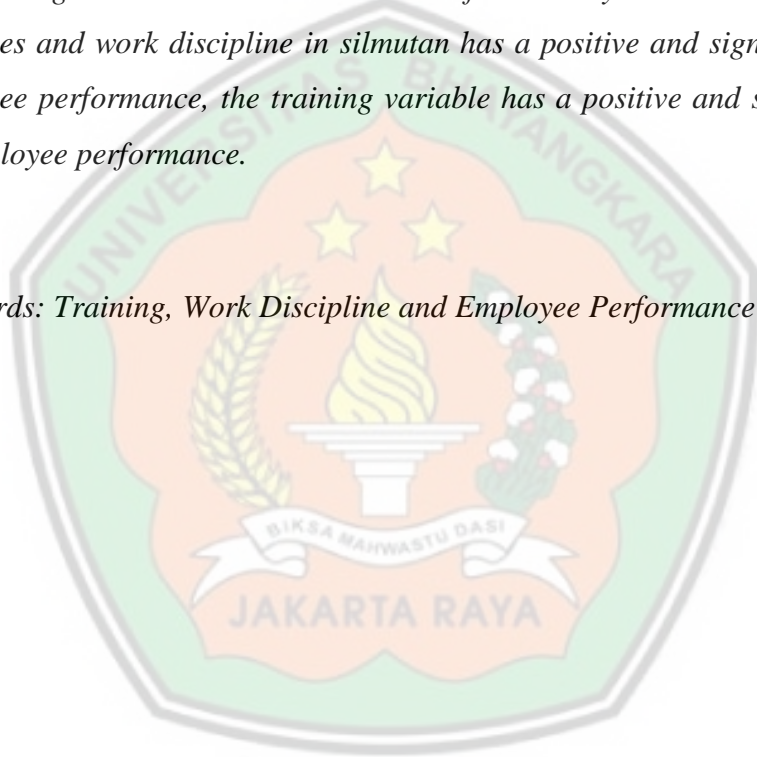 es and work discipline in silmutan has a positive and sign
ee performance, the training variable has a positive and s
loyee performance.
rds: Training, Work Discipline and Employee Performance
UNIVERSITAS BHAYANGKARA
BIKSA MAHWASTU DASI
JAKARTA RAYA